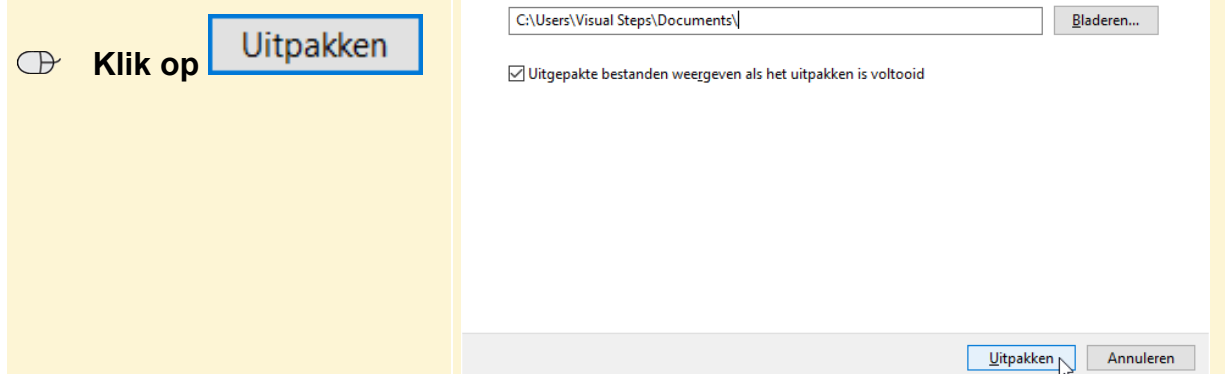 Klik op Uitpakken
C:\Users\Visual Steps\Documents\
Bladeren...
Uitgepakte bestanden weergeven als het uitpakken is voltooid
Uitpakken
Annuleren